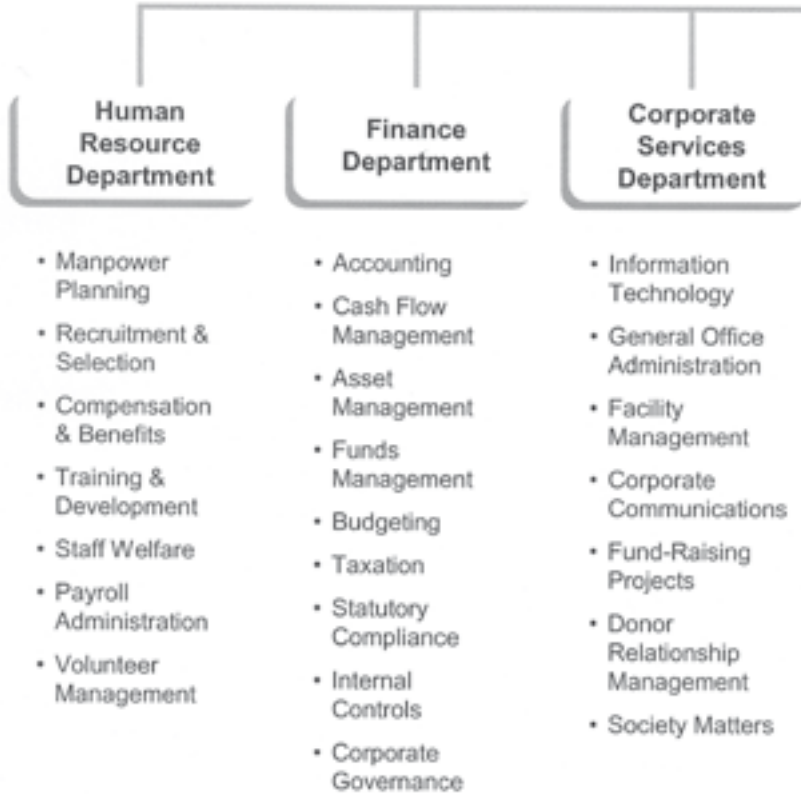 Human
Resource
Department
• Manpower
Planning
• Recruitment &
Selection
• Compensation
& Benefits
• Training &
Development
• Staff Welfare
• Payroll
Administration
• Volunteer
Management
Finance
Department
• Accounting
• Cash Flow
Management
• Asset
Management
• Funds
Management
• Budgeting
• Taxation
• Statutory
Compliance
• Internal
Controls
• Corporate
Governance
Corporate
Services
Department
• Information
Technology
• General Office
Administration
• Facility
Management
• Corporate
Communications
• Fund-Raising
Projects
• Donor
Relationship
Management
• Society Matters